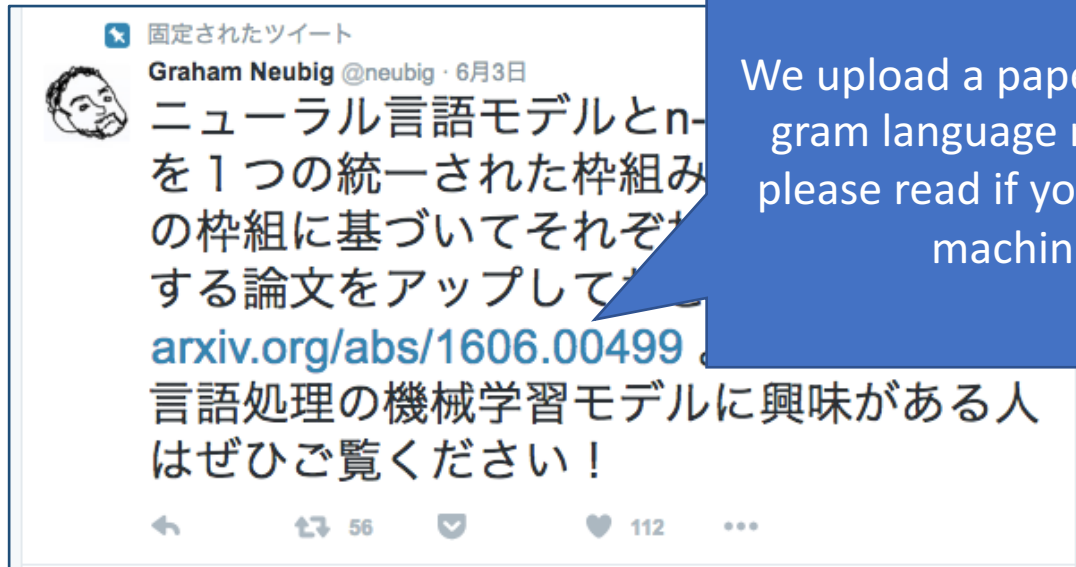 固定されたツイート
Graham Neubig @neubig · 6月3日
ニューラル言語モデルとn-
を1つの統一された枠組み
の枠組に基づいてそれぞ
する論文をアップして
arxiv.org/abs/1606.00499
言語処理の機械学習モデルに興味がある人
はぜひご覧ください!
56 112
We upload a
gram language
please read if